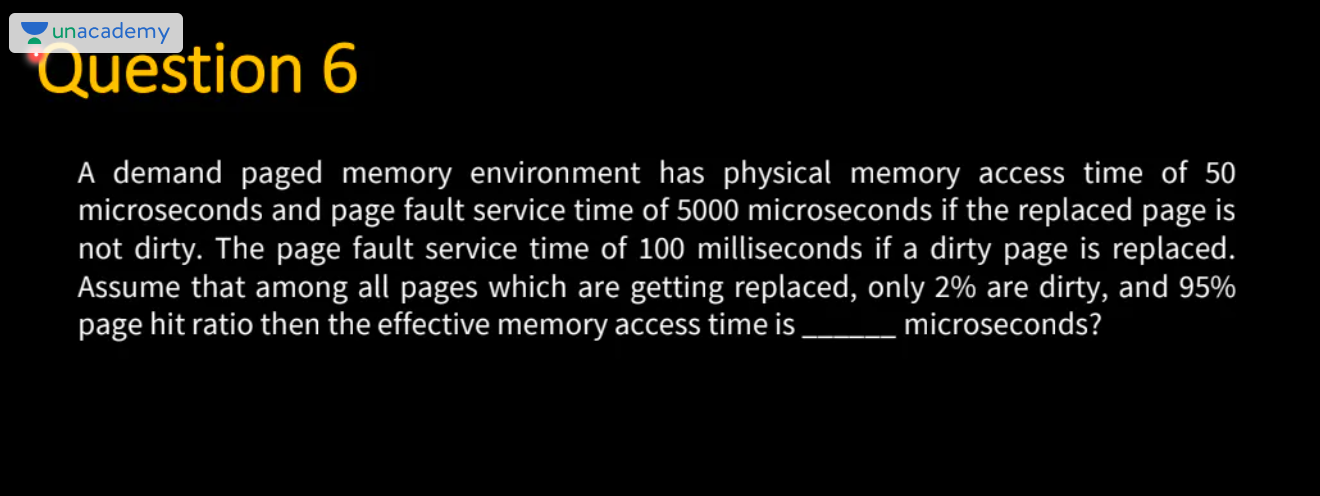 unacademy
Question 6
A demand paged memory environment has physical memory access time of 50
microseconds and page fault service time of 5000 microseconds if the replaced page is
not dirty. The page fault service time of 100 milliseconds if a dirty page is replaced.
Assume that among all pages which are getting replaced, only 2% are dirty, and 95%
page hit ratio then the effective memory access time is ______ microseconds?